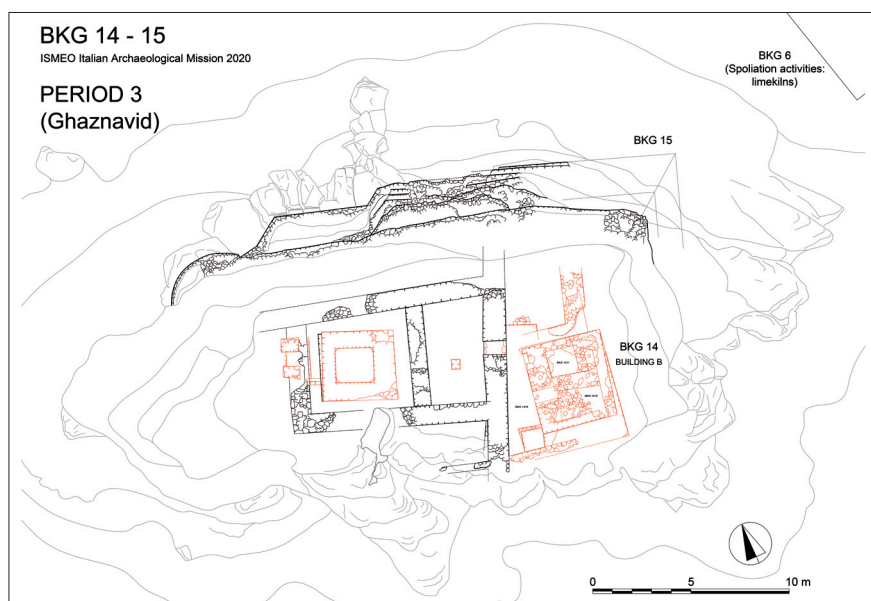 BKG 14 - 15
ISMEO Italian Archaeological Mission 2020
PERIOD 3
(Ghaznavid)
BKG 6
(Spoliation activities:
limekilns)
BKG 15
BKG 14
BUILDING B
0 5 10 m